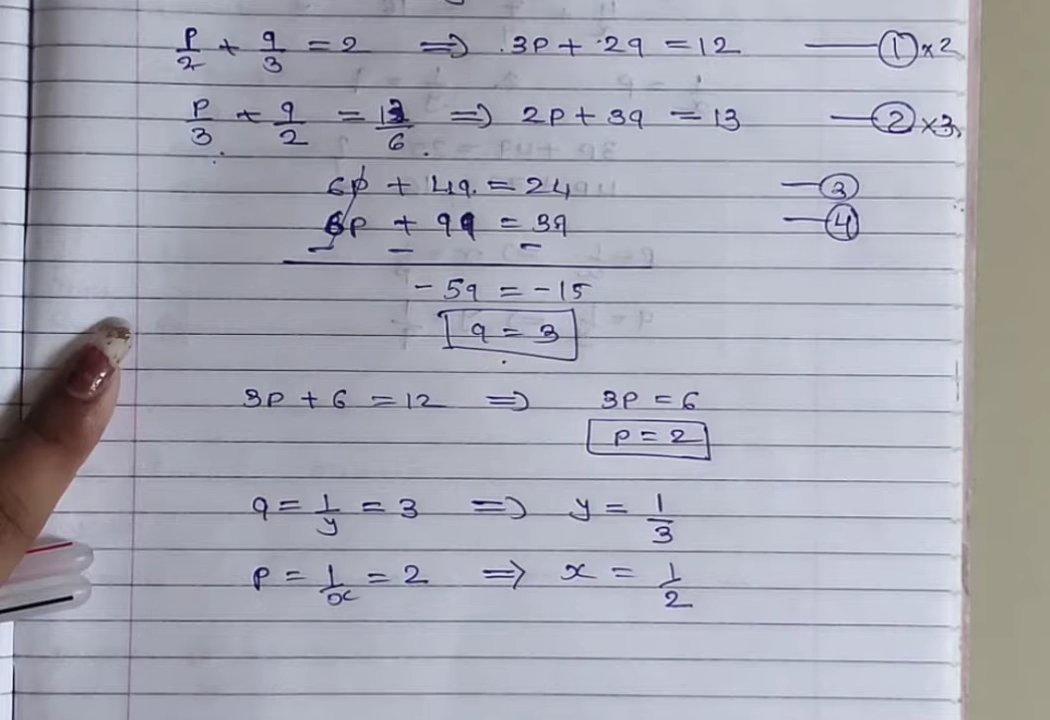 p/2 + q/3 = 2 ⇒ 3p + 2q = 12 — ① ×2
p/3 + q/2 = 13/6 ⇒ 2p + 3q = 13 — ② ×3
6p + 4q = 24 — ③
6p + 9q = 39 — ④
− − −
-5q = -15
q = 3
3p + 6 = 12 ⇒ 3p = 6
p = 2
q = 1/y = 3 ⇒ y = 1/3
p = 1/x = 2 ⇒ x = 1/2